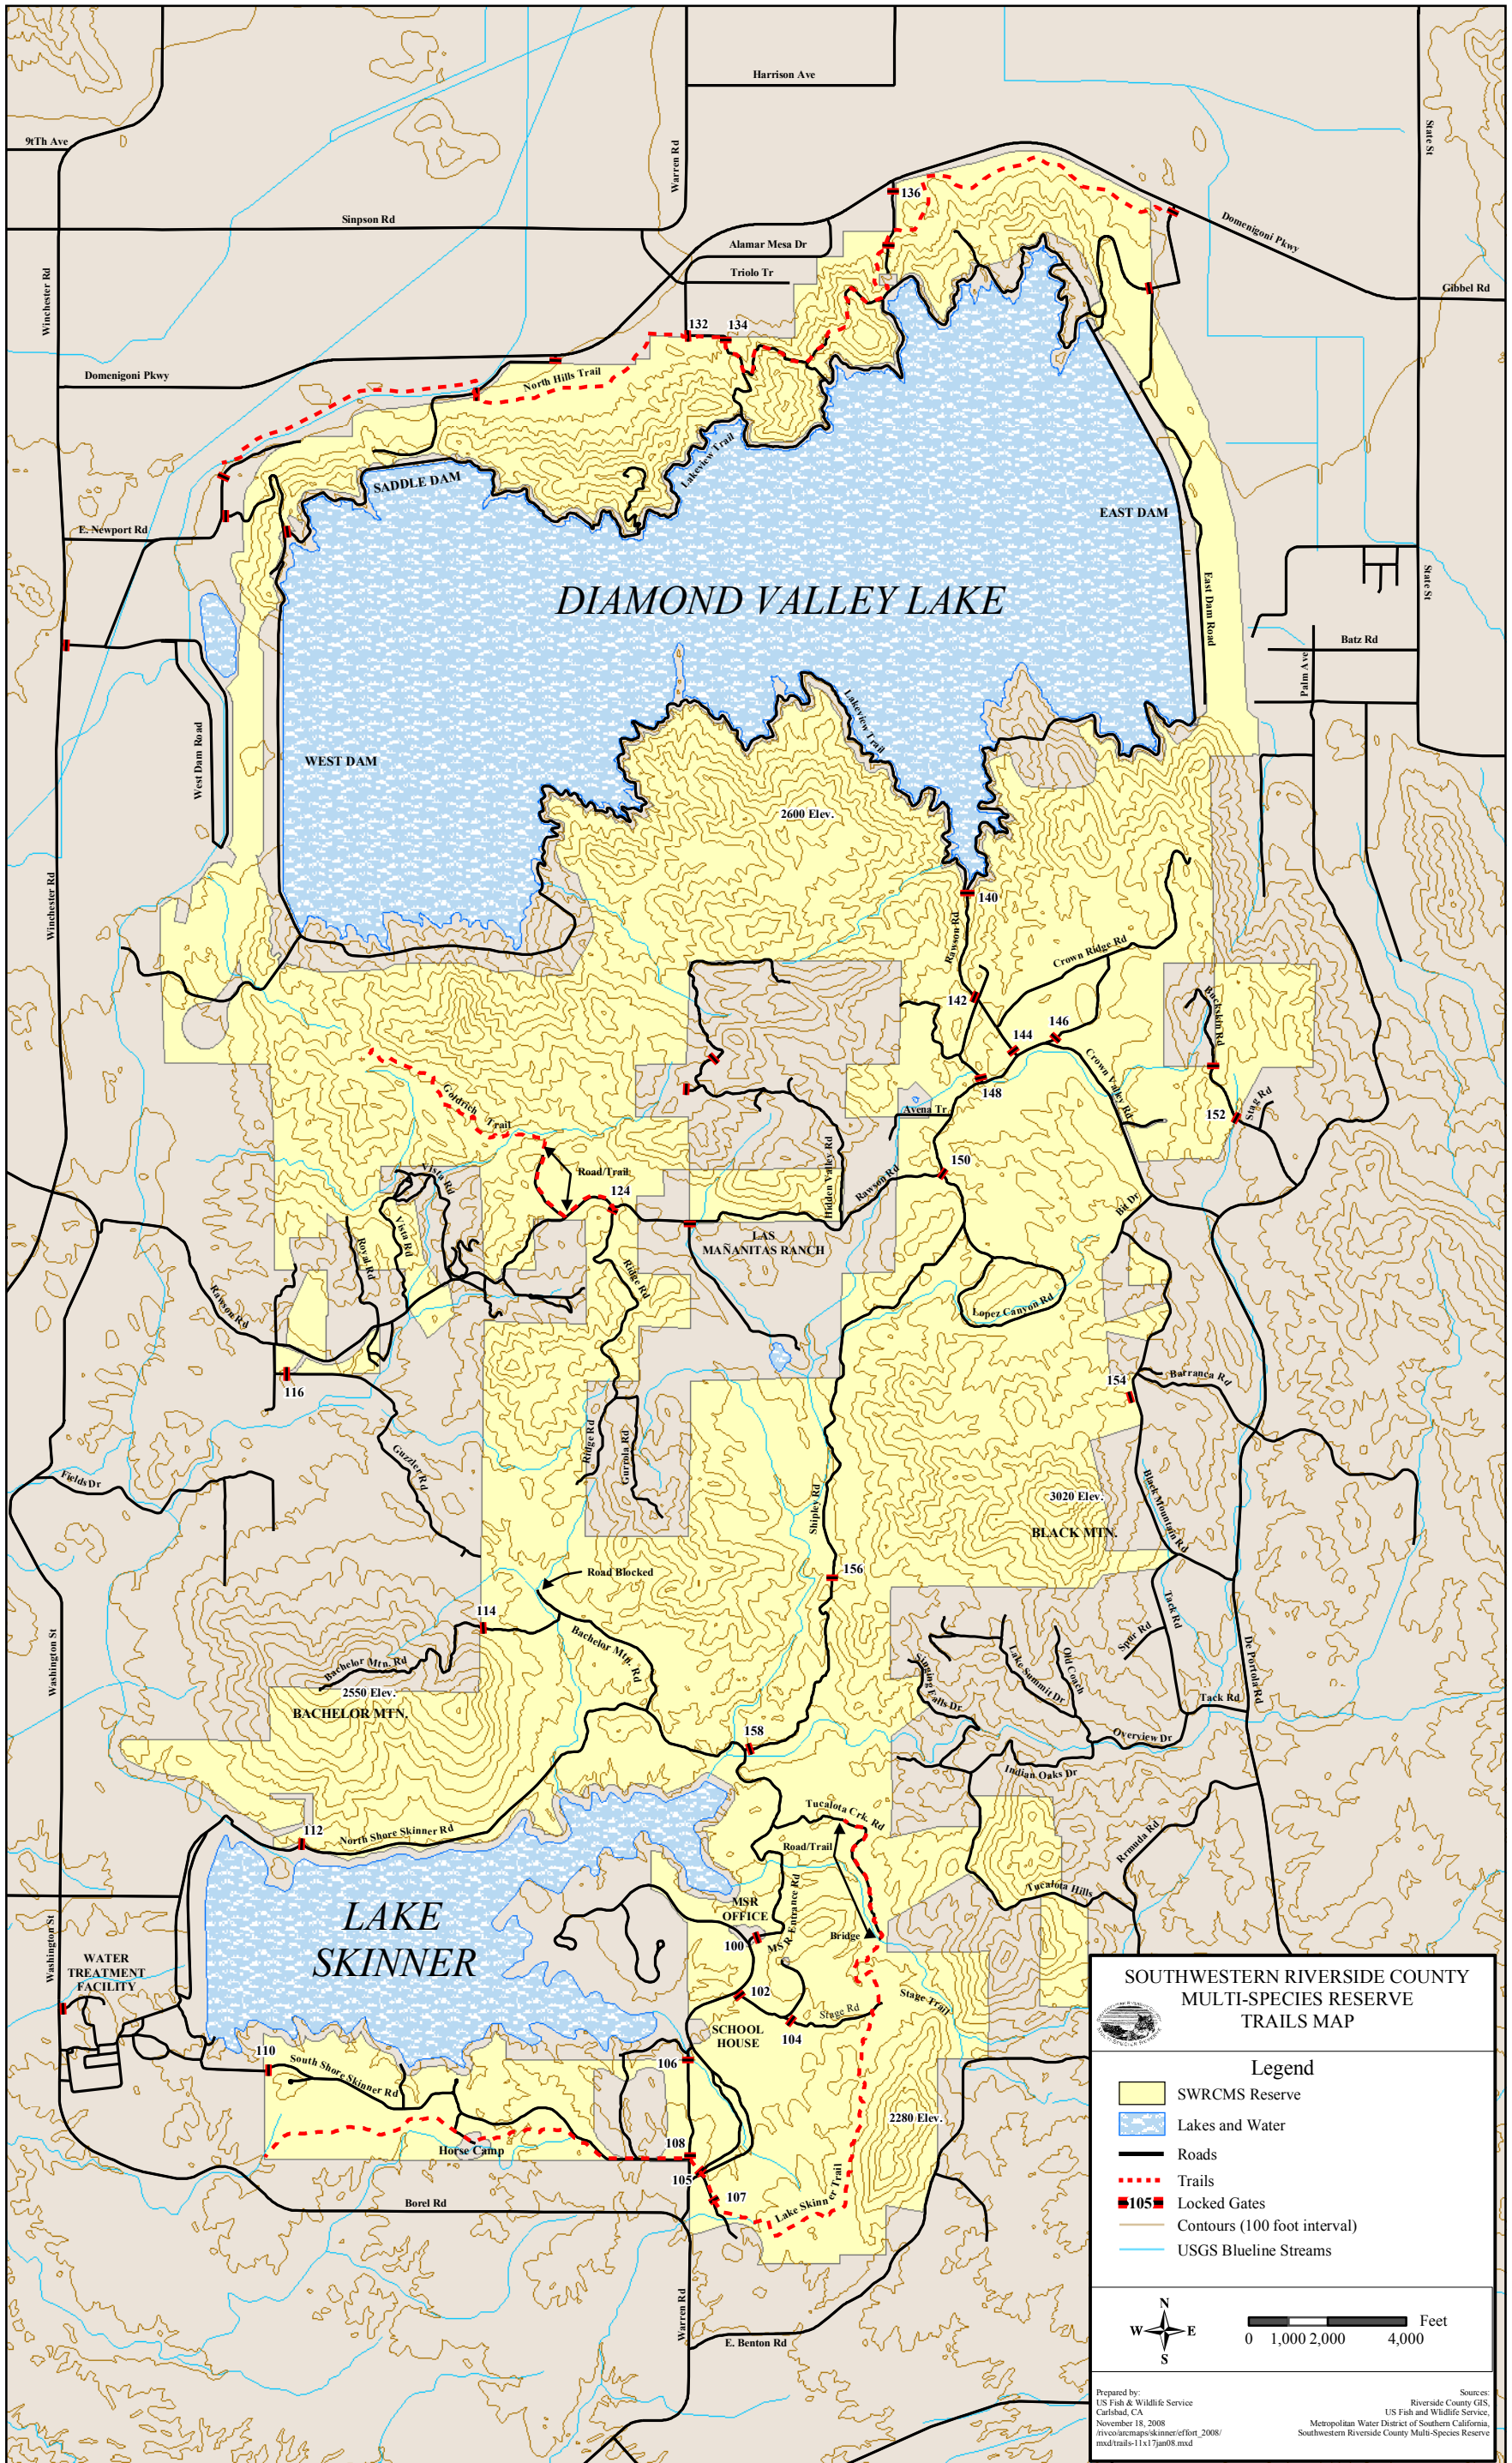 Harrison Ave
9tTh Ave
State St
Warren Rd
136
Sinpson Rd
Domenigoni Pkwy
Alamar Mesa Dr
Triolo Tr
Winchester Rd
Gibbel Rd
132
134
Domenigoni Pkwy
North Hills Trail
Lakeview Trail
SADDLE DAM
EAST DAM
E. Newport Rd
DIAMOND VALLEY LAKE
State St
East Dam Road
Batz Rd
Palm Ave
Lakeview Trail
West Dam Road
WEST DAM
2600 Elev.
Winchester Rd
140
Rawson Rd
Crown Ridge Rd
142
Buckskin Rd
144
146
148
Crown Valley Rd
Goldrich Trail
Avena Tr.
152
Stag Rd
Road/Trail
Vista Rd
124
150
Hidden Valley Rd
Rawson Rd
Bit Dr
Vista Rd
Royal Rd
LAS
MAÑANITAS RANCH
Ridge Rd
Rawson Rd
Lopez Canyon Rd
116
154
Barranca Rd
Guzzler Rd
Ridge Rd
Gurrola Rd
Fields Dr
Shipley Rd
3020 Elev.
BLACK MTN.
Black Mountain Rd
156
Road Blocked
114
Bachelor Mtn. Rd
Bachelor Mtn. Rd
Tack Rd
Spur Rd
Old Coach
Lake Summit Dr
Singing Falls Dr
De Portola Rd
Washington St
2550 Elev.
BACHELOR MTN.
Tack Rd
158
Overview Dr
Indian Oaks Dr
Tucalota Crk. Rd
112
North Shore Skinner Rd
Road/Trail
Rrmuda Rd
Tucalota Hills
LAKE
SKINNER
MSR
OFFICE
MSR Entrance Rd
100
Bridge
Washington St
WATER
TREATMENT
FACILITY
102
Stage Trail
Stage Rd
104
SCHOOL
HOUSE
106
110
South Shore Skinner Rd
2280 Elev.
108
Horse Camp
105
107
Lake Skinner Trail
Borel Rd
Warren Rd
E. Benton Rd
SOUTHWESTERN RIVERSIDE COUNTY
MULTI-SPECIES RESERVE
TRAILS MAP
Legend
SWRCMS Reserve
Lakes and Water
Roads
Trails
105 Locked Gates
Contours (100 foot interval)
USGS Blueline Streams
N
W E
S
Feet
0 1,000 2,000 4,000
Prepared by:
US Fish & Wildlife Service
Carlsbad, CA
November 18, 2008
/rivco/arcmaps/skinner/effort_2008/
mxd/trails-11x17jan08.mxd
Sources:
Riverside County GIS,
US Fish and Wlidlife Service,
Metropolitan Water District of Southern California,
Southwestern Riverside County Multi-Species Reserve